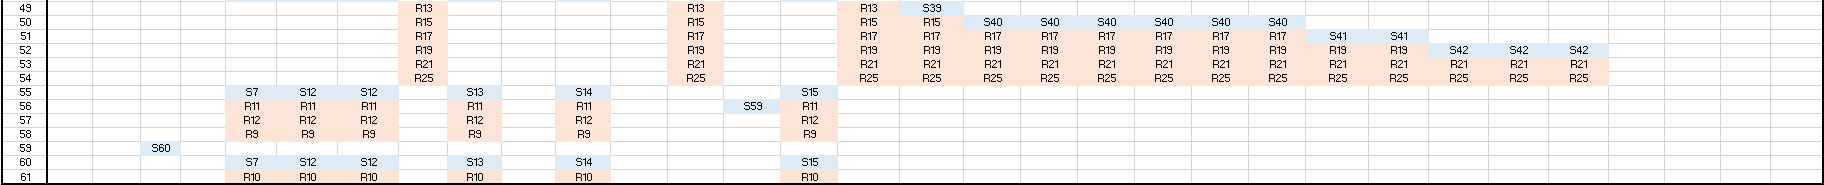 49 R13 R13 R13 S39
50 R15 R15 R15 R15 S40 S40 S40 S40 S40 S40
51 R17 R17 R17 R17 R17 R17 R17 R17 R17 R17 S41 S41
52 R19 R19 R19 R19 R19 R19 R19 R19 R19 R19 R19 R19 S42 S42 S42
53 R21 R21 R21 R21 R21 R21 R21 R21 R21 R21 R21 R21 R21 R21 R21
54 R25 R25 R25 R25 R25 R25 R25 R25 R25 R25 R25 R25 R25 R25 R25
55 S7 S12 S12 S13 S14 S15
56 R11 R11 R11 R11 R11 S59 R11
57 R12 R12 R12 R12 R12 R12
58 R9 R9 R9 R9 R9 R9
59 S60
60 S7 S12 S12 S13 S14 S15
61 R10 R10 R10 R10 R10 R10